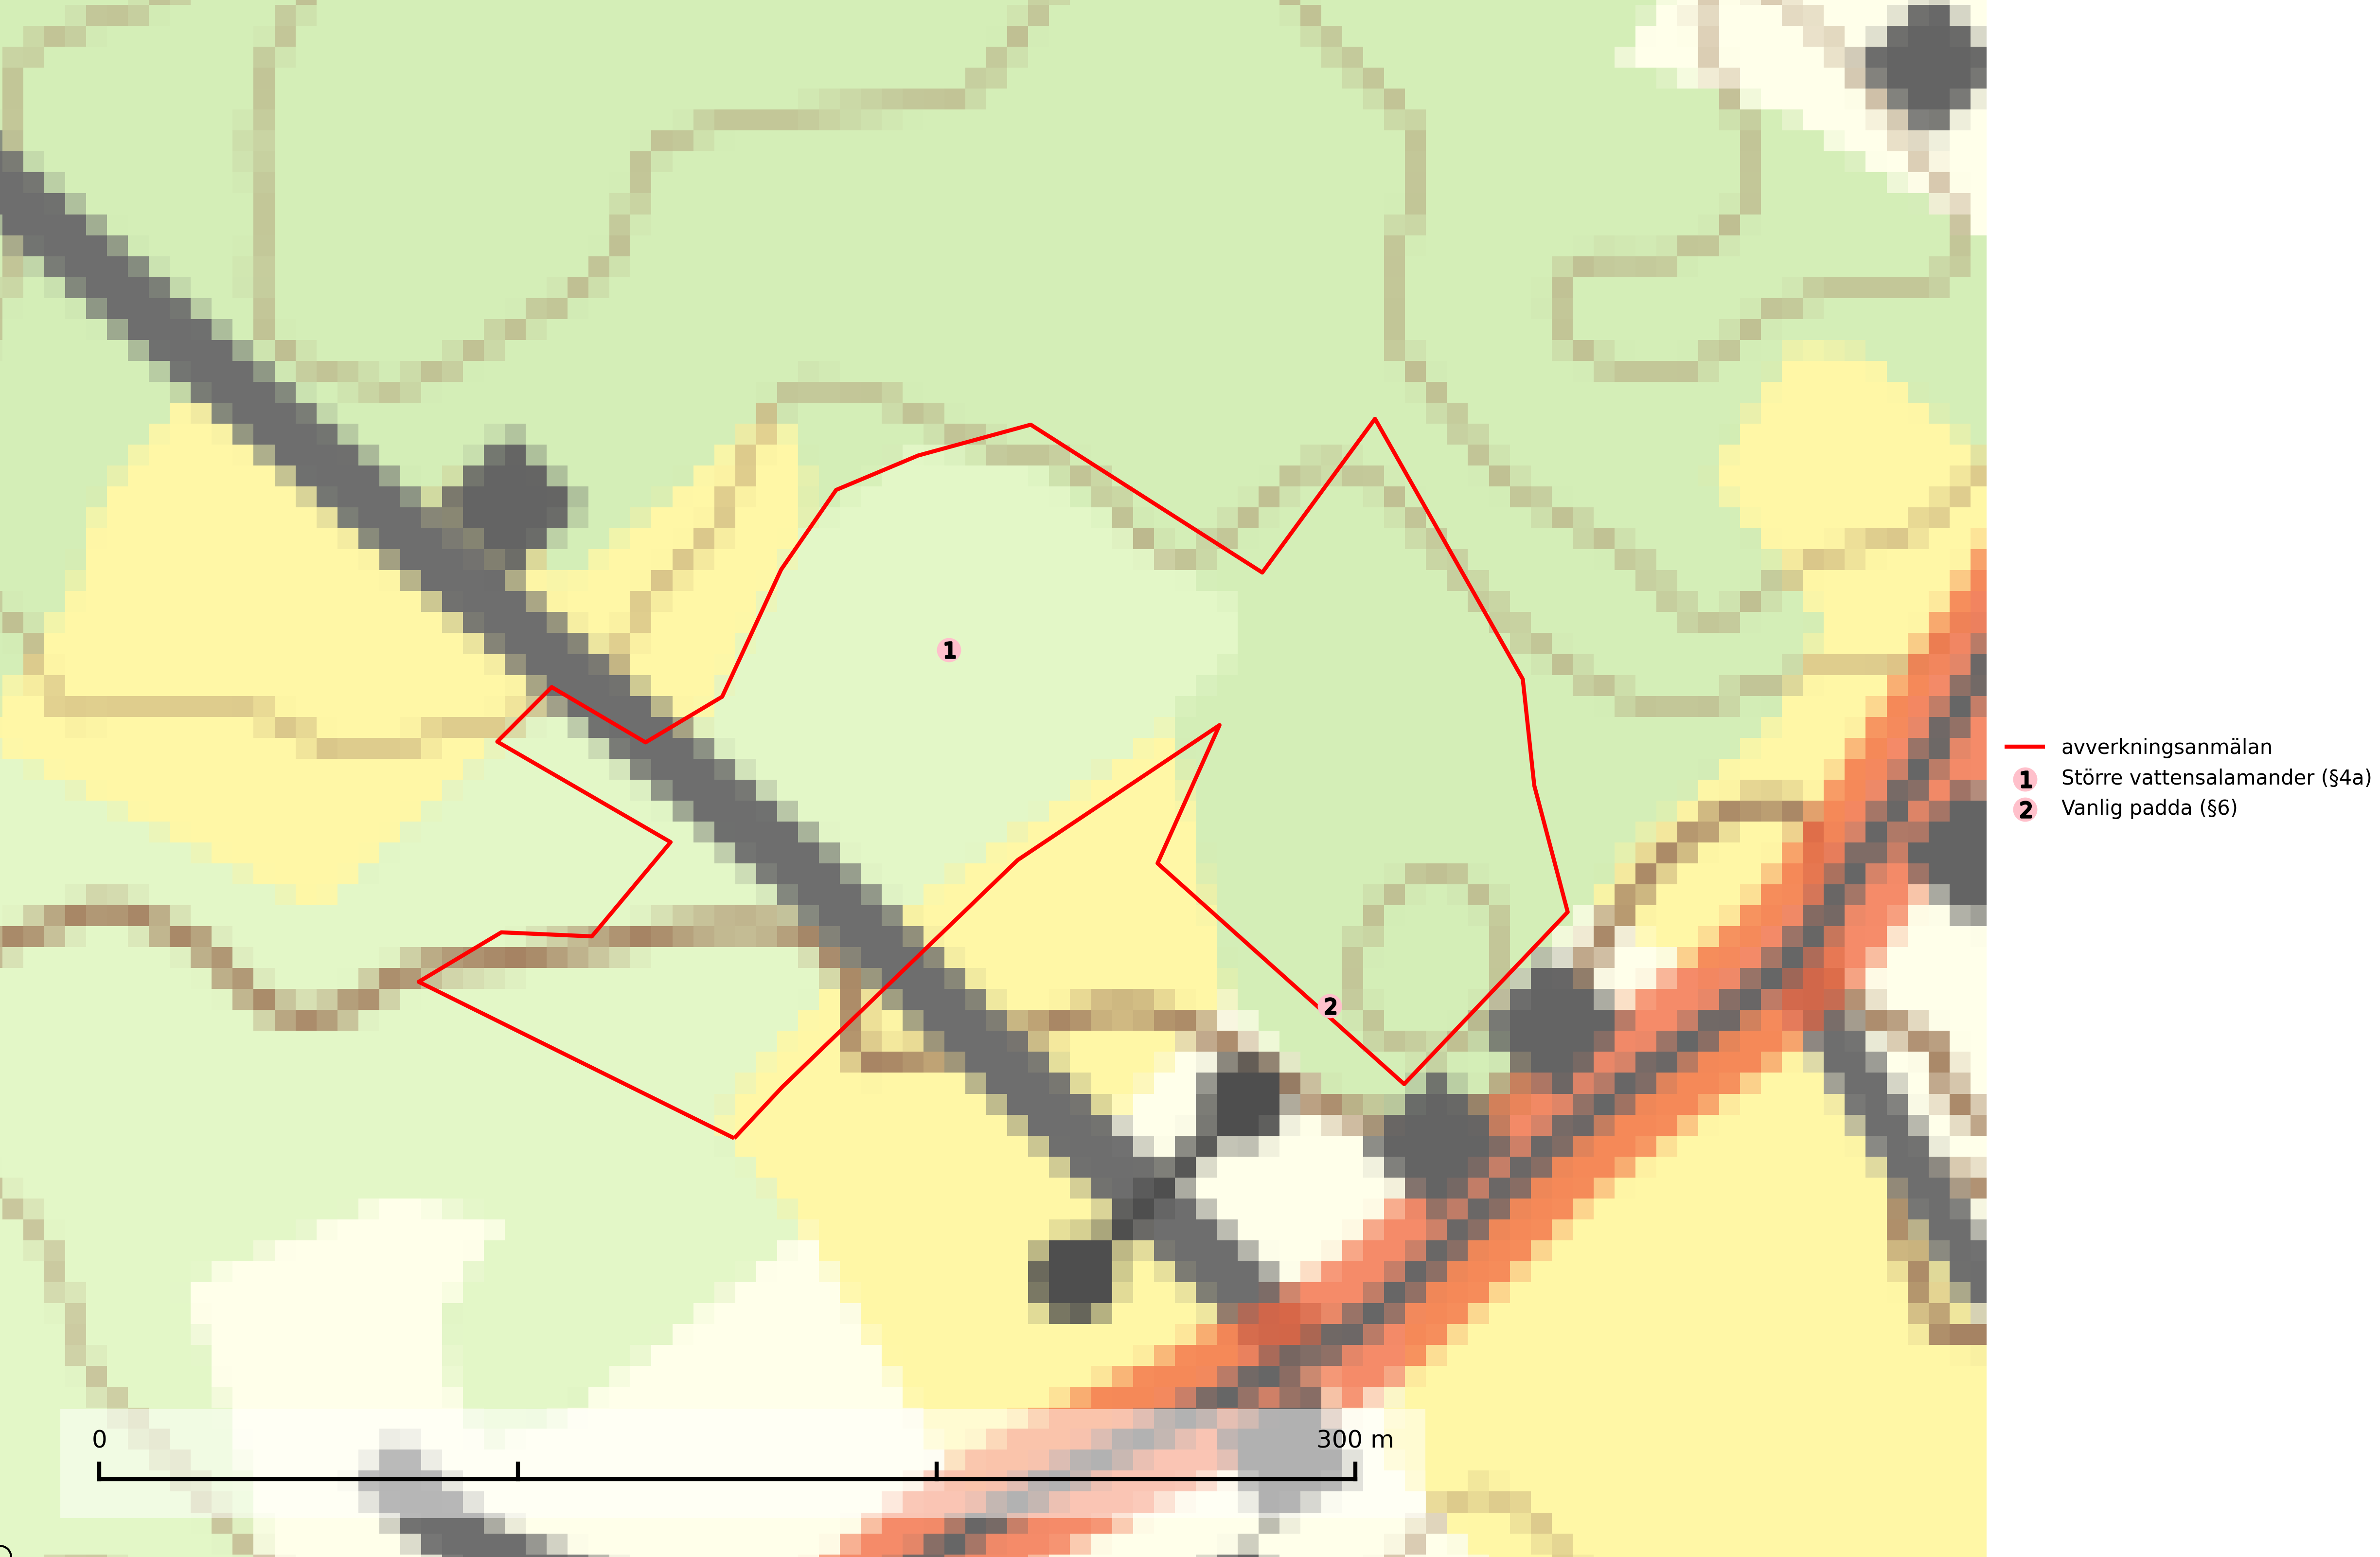 1
2
avverkningsanmälan
1 Större vattensalamander (§4a)
2 Vanlig padda (§6)
0 300 m